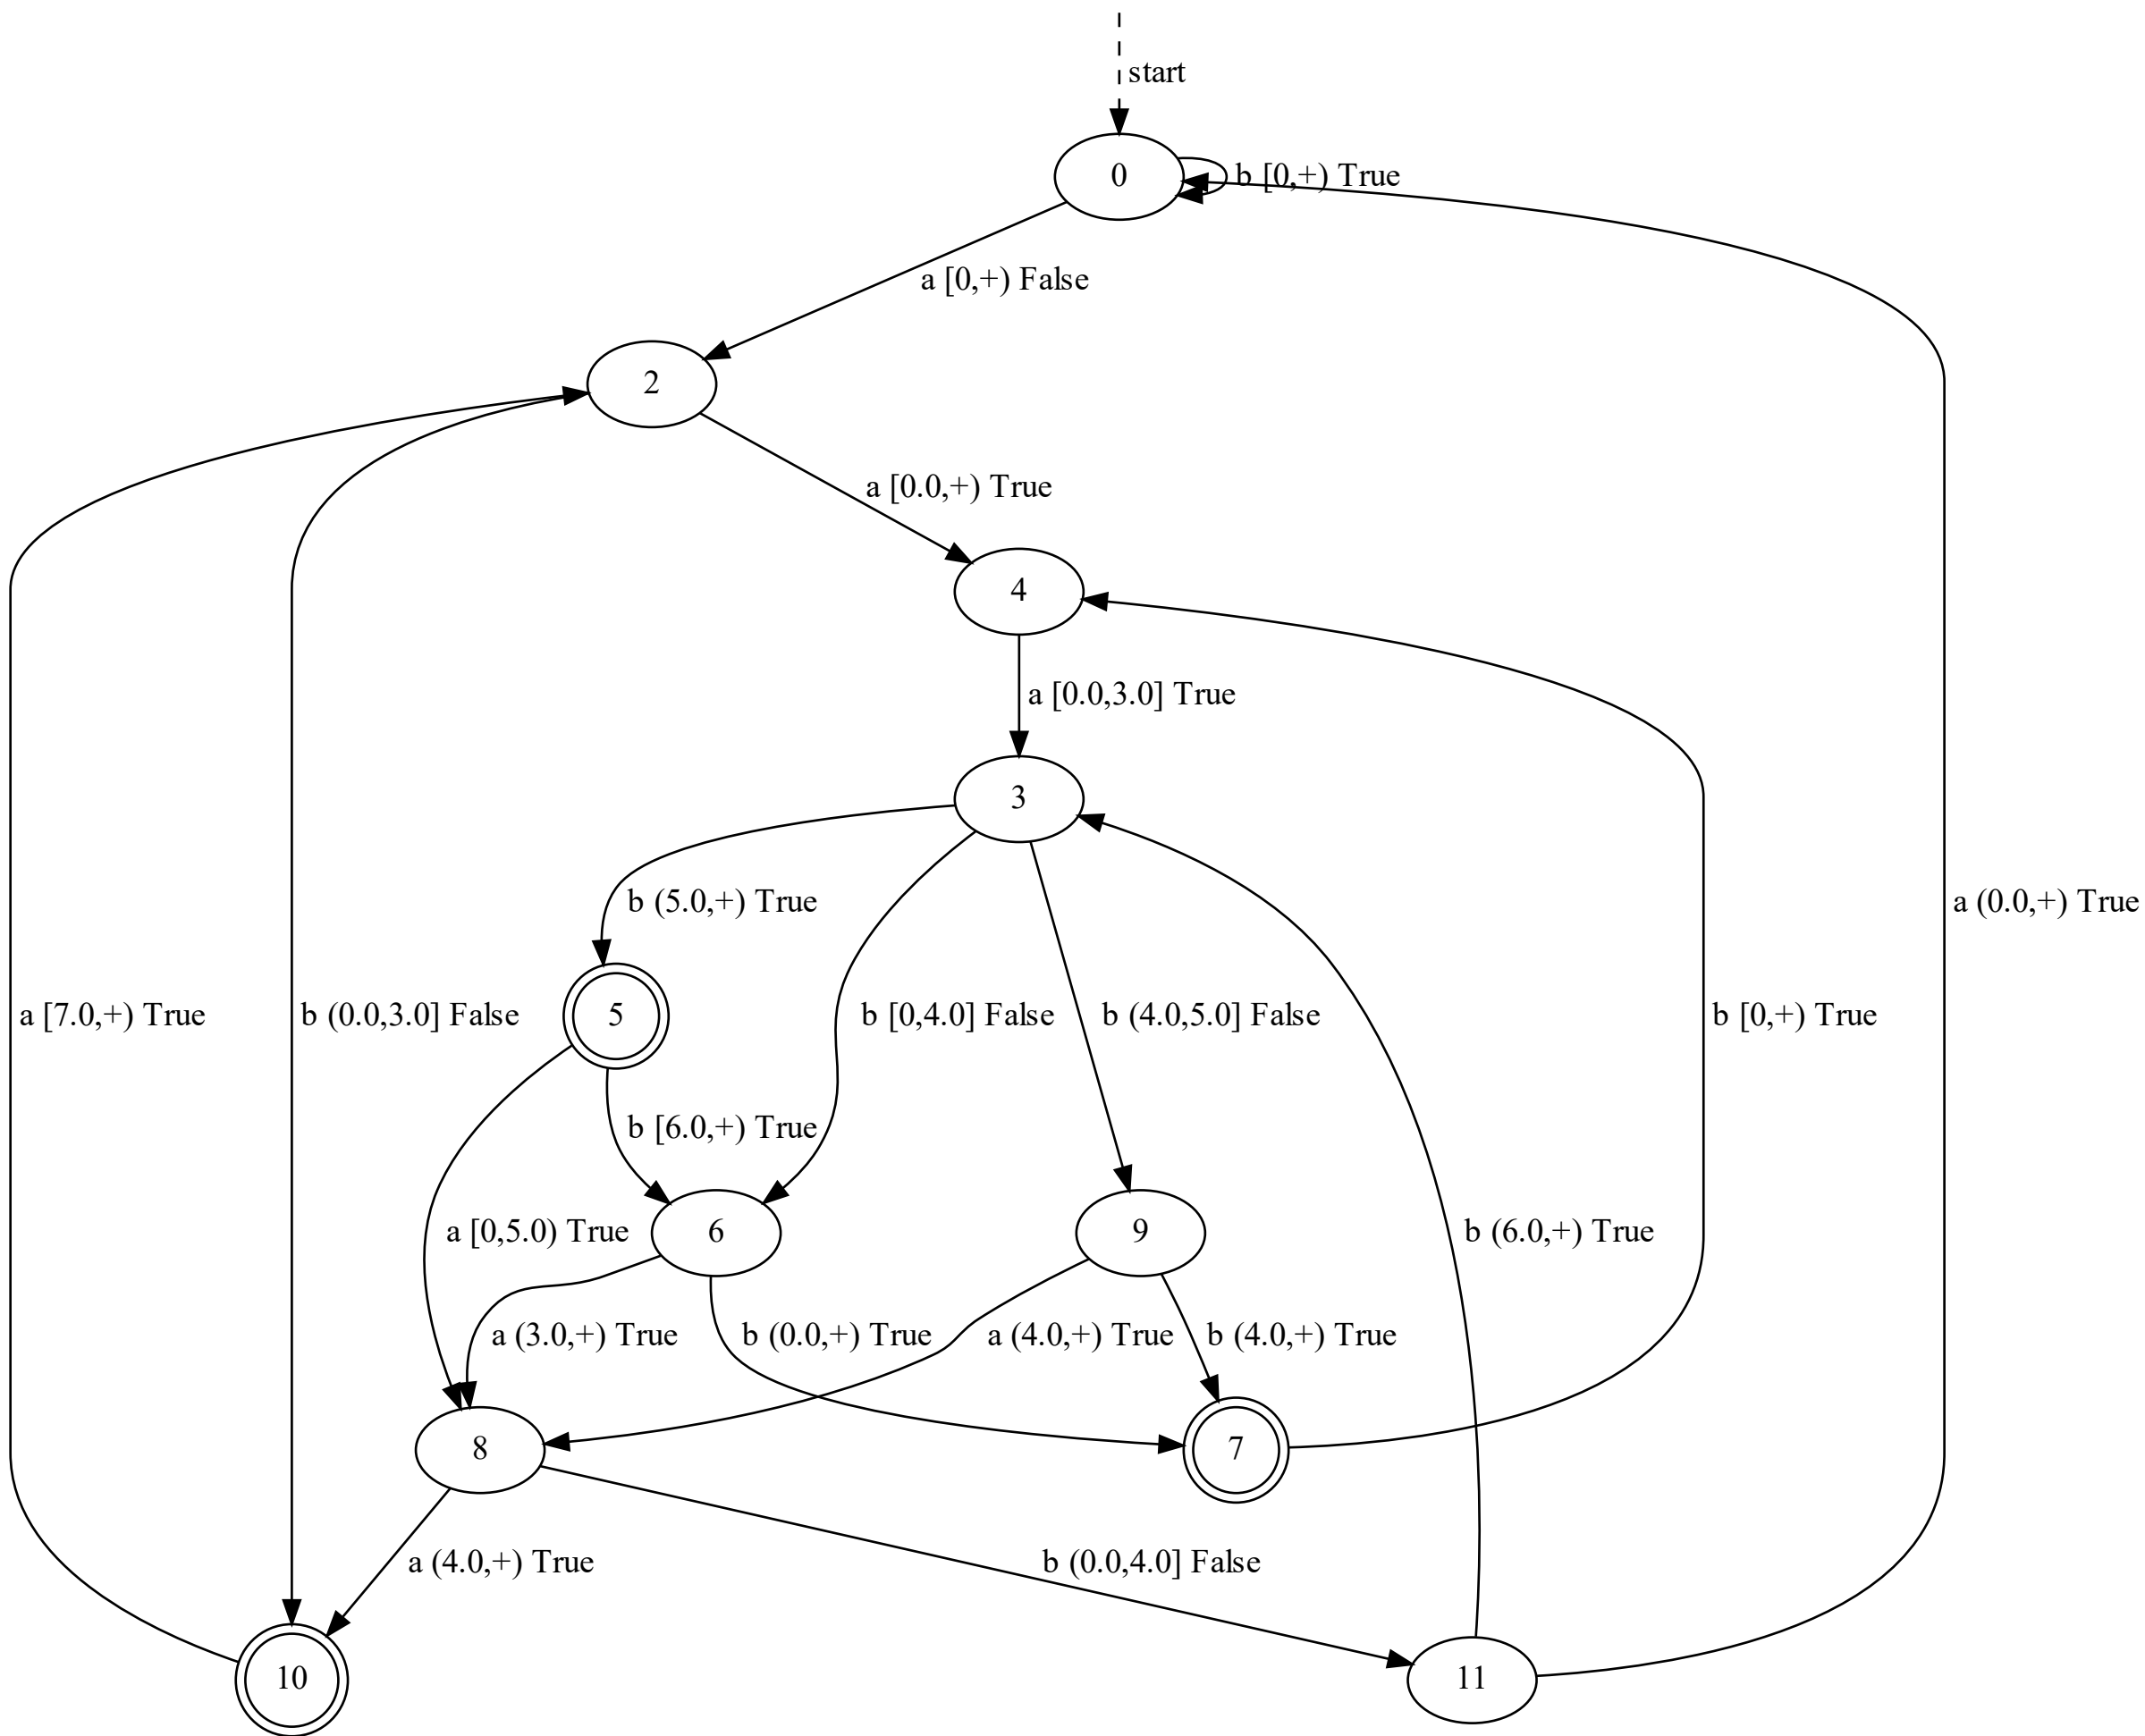 start
0
b [0,+) True
a [0,+) False
2
a [0.0,+) True
4
a [0.0,3.0] True
3
b (5.0,+) True
a (0.0,+) True
a [7.0,+) True
b (0.0,3.0] False
5
b [0,4.0] False
b (4.0,5.0] False
b [0,+) True
b [6.0,+) True
a [0,5.0) True
6
9
b (6.0,+) True
a (3.0,+) True
b (0.0,+) True
a (4.0,+) True
b (4.0,+) True
8
7
a (4.0,+) True
b (0.0,4.0] False
10
11